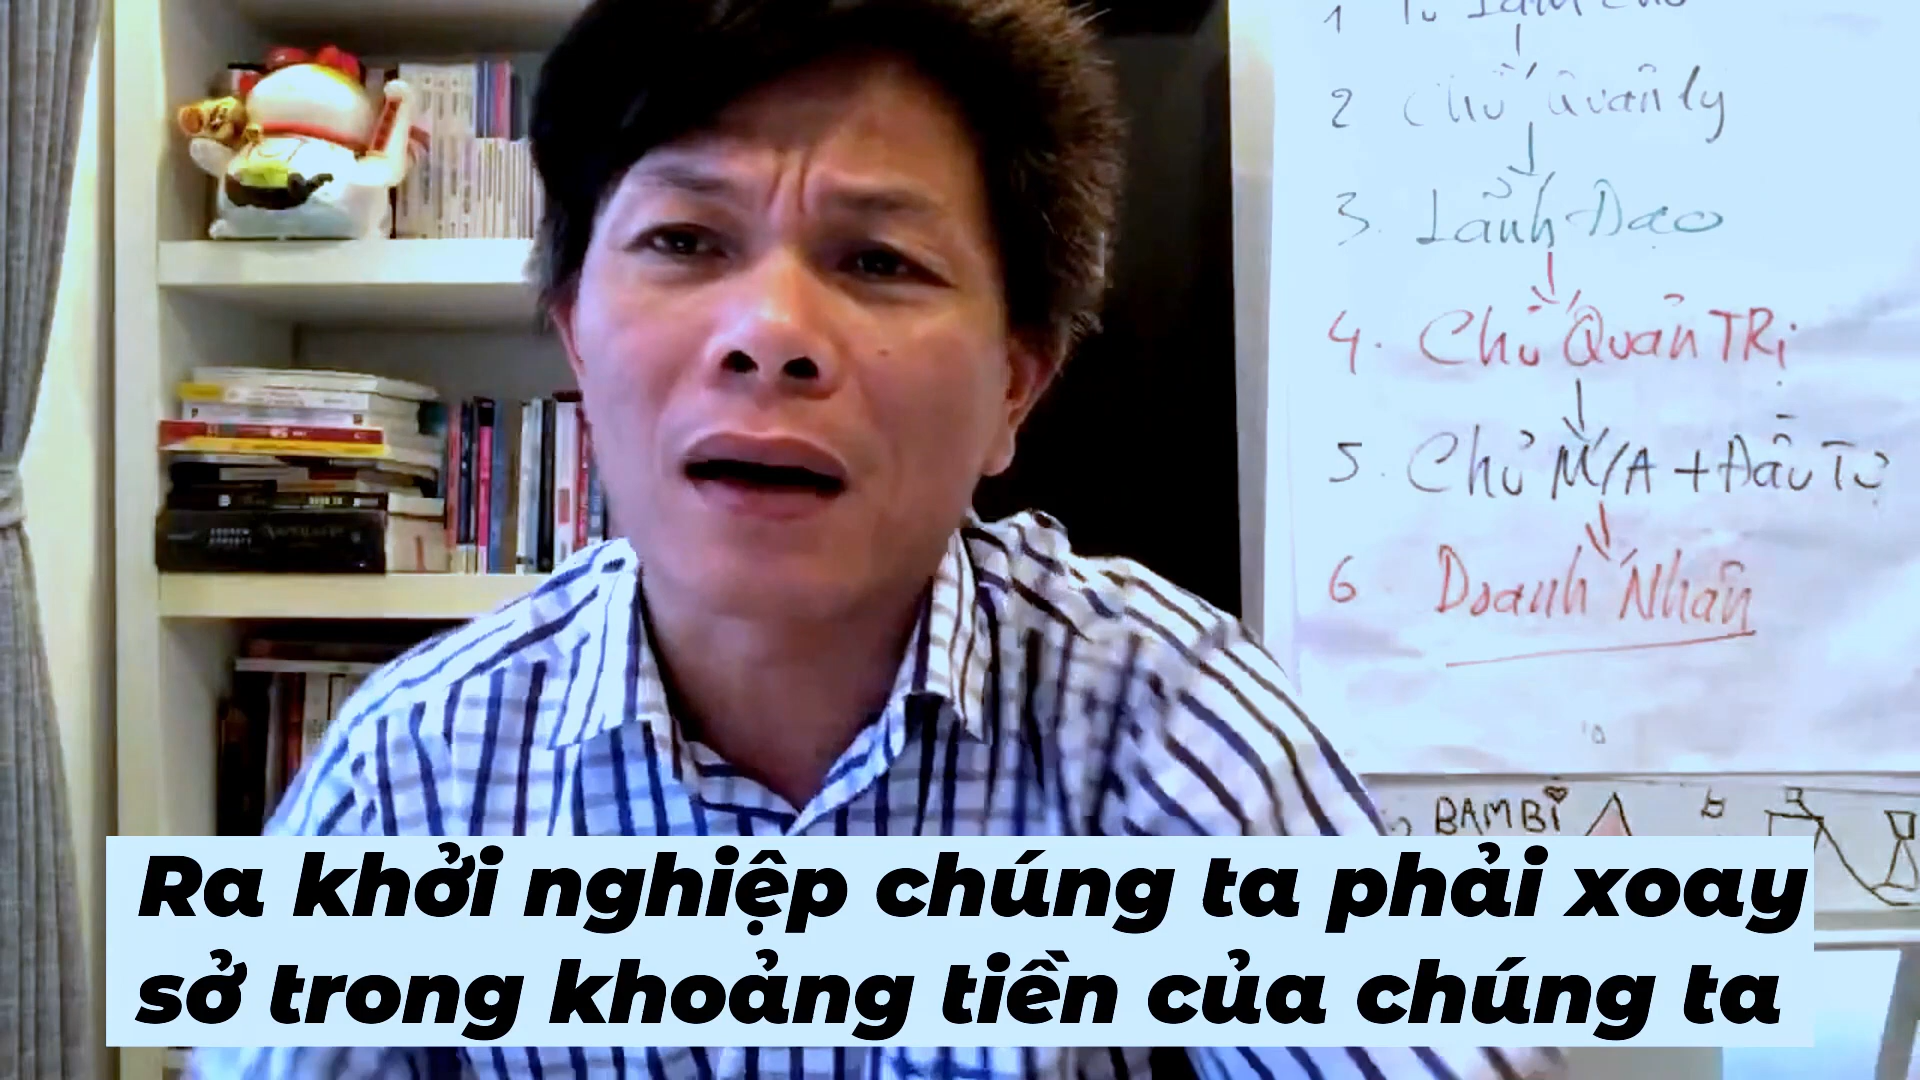 2 Chủ Quản lý
3. Lãnh Đạo
4. Chủ Quản TRị
5. Chủ M/A + Đầu Tư
6 Doanh Nhân
BAMBI
Ra khởi nghiệp chúng ta phải xoay
sở trong khoảng tiền của chúng ta